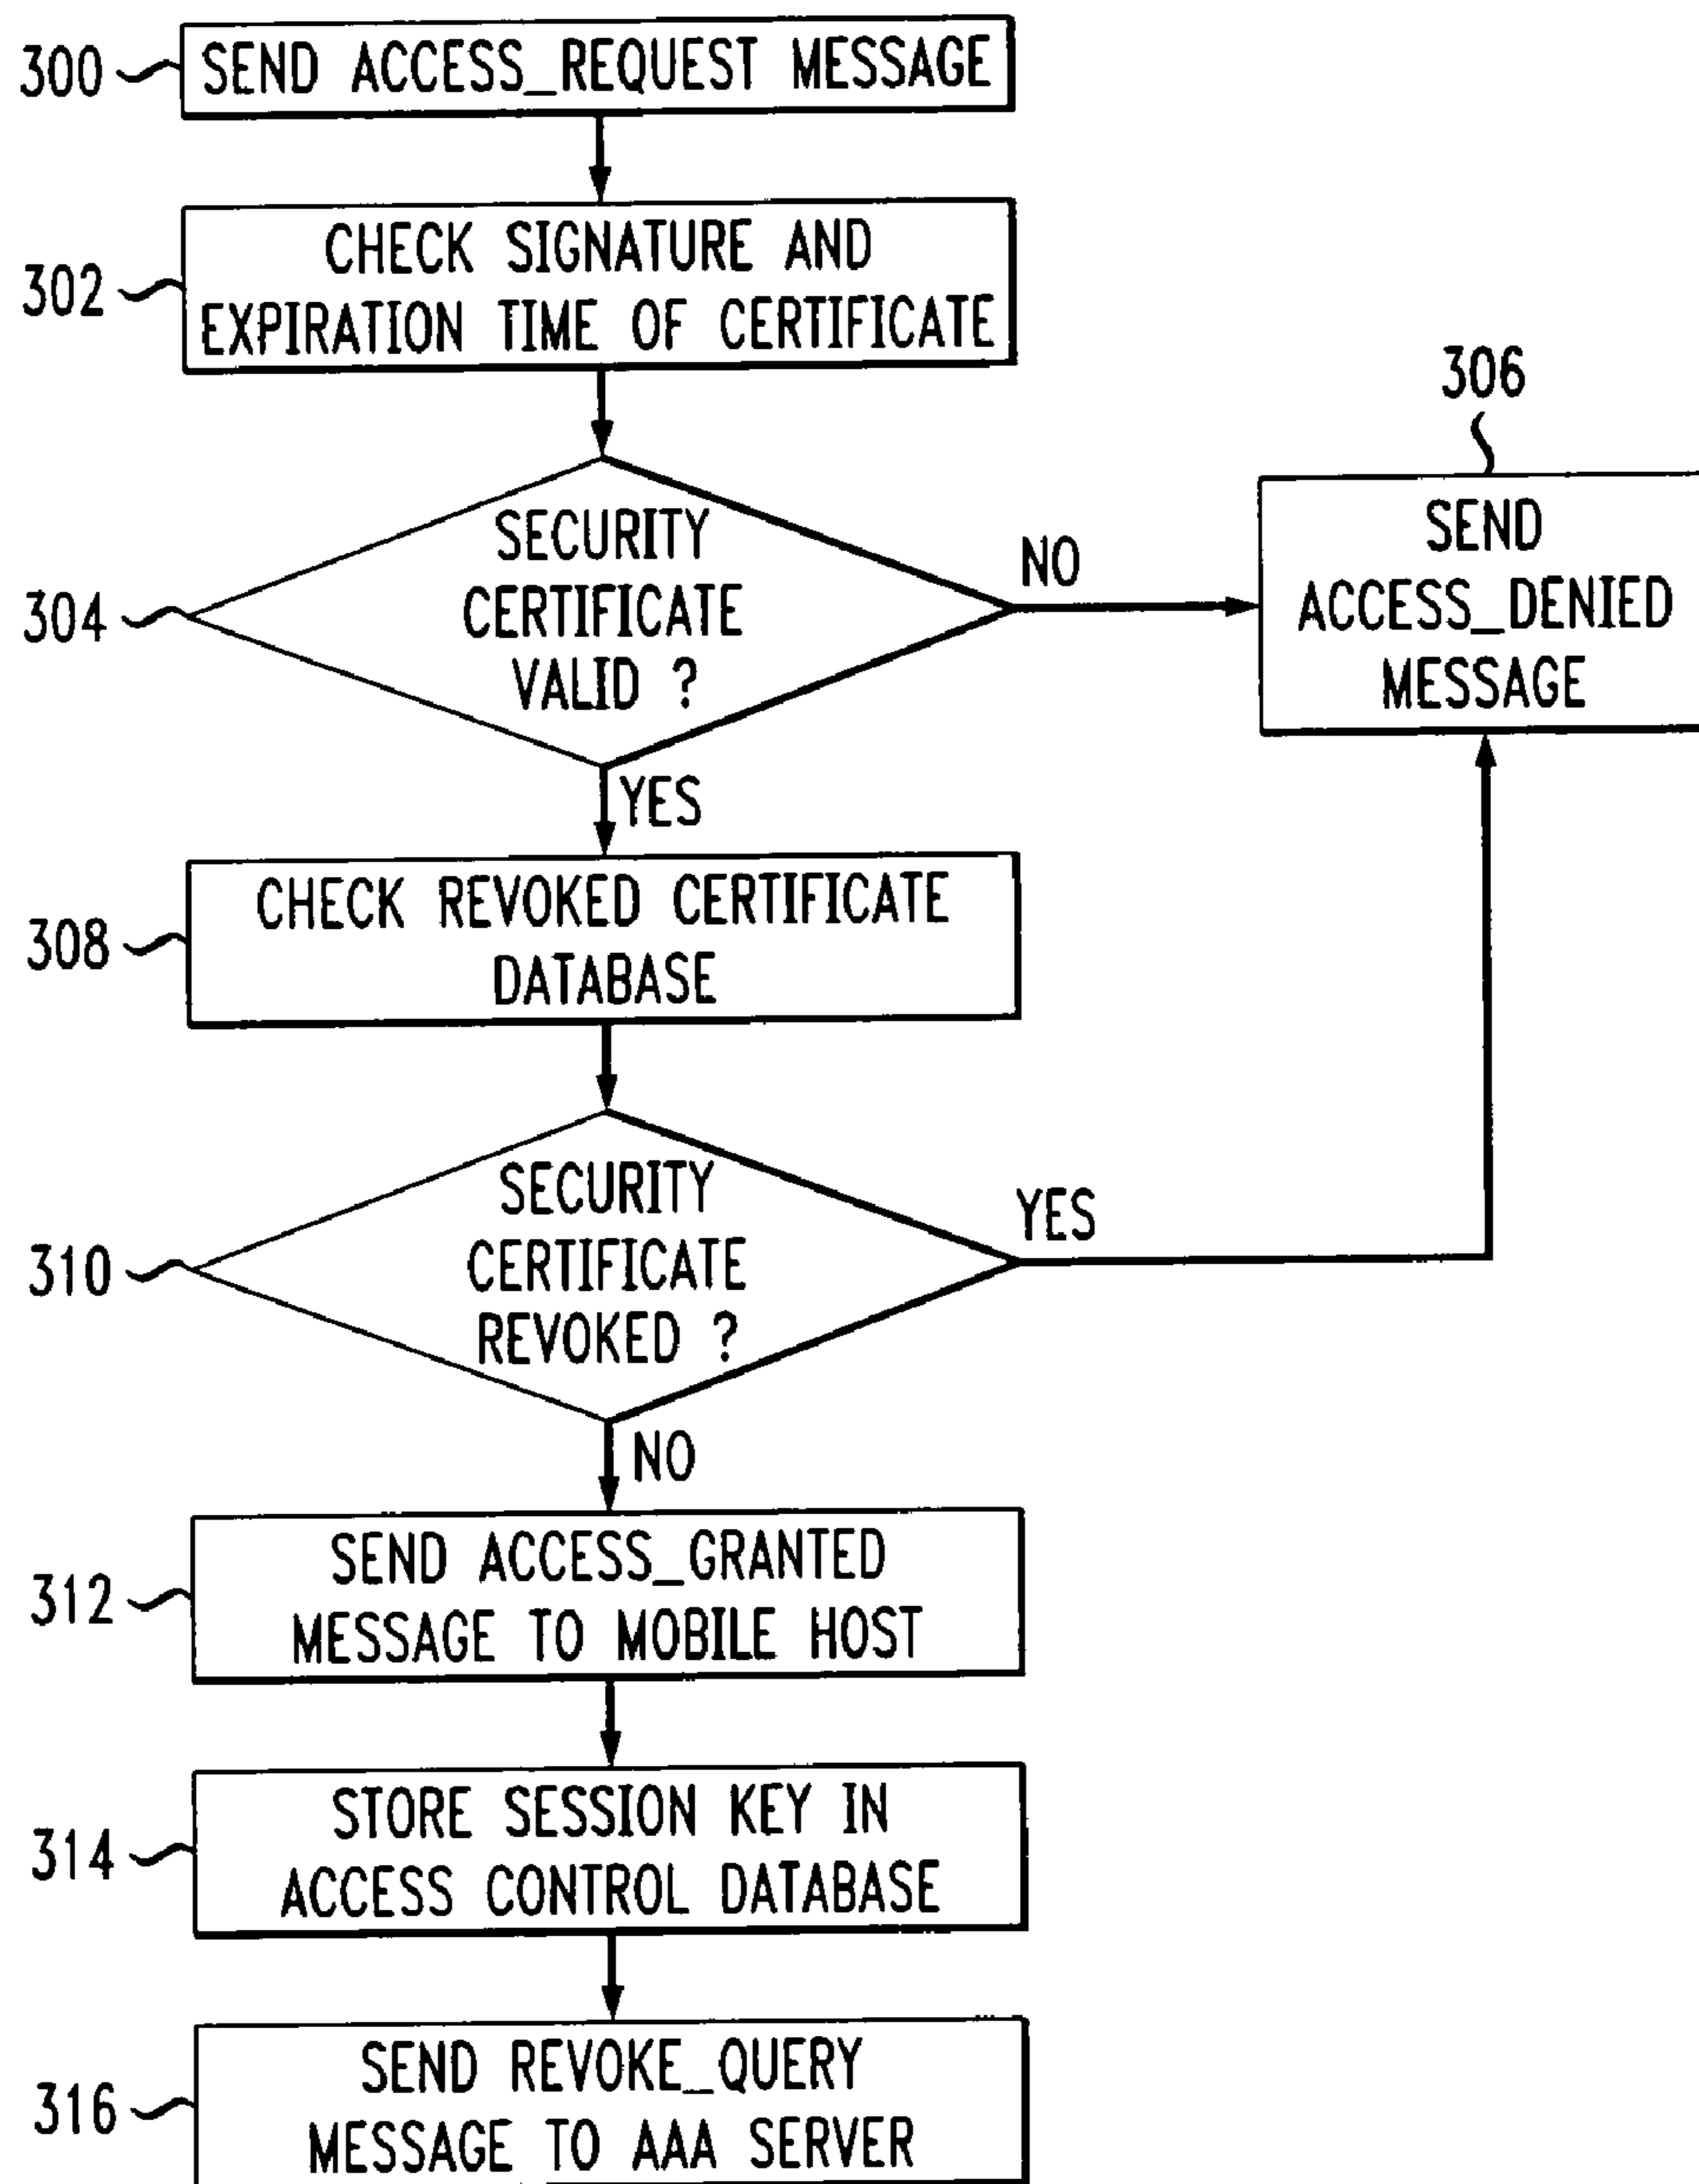 300
SEND ACCESS_REQUEST MESSAGE
302
CHECK SIGNATURE AND
EXPIRATION TIME OF CERTIFICATE
304
SECURITY
CERTIFICATE
VALID ?
NO
306
SEND
ACCESS_DENIED
MESSAGE
YES
308
CHECK REVOKED CERTIFICATE
DATABASE
310
SECURITY
CERTIFICATE
REVOKED ?
YES
NO
312
SEND ACCESS_GRANTED
MESSAGE TO MOBILE HOST
314
STORE SESSION KEY IN
ACCESS CONTROL DATABASE
316
SEND REVOKE_QUERY
MESSAGE TO AAA SERVER